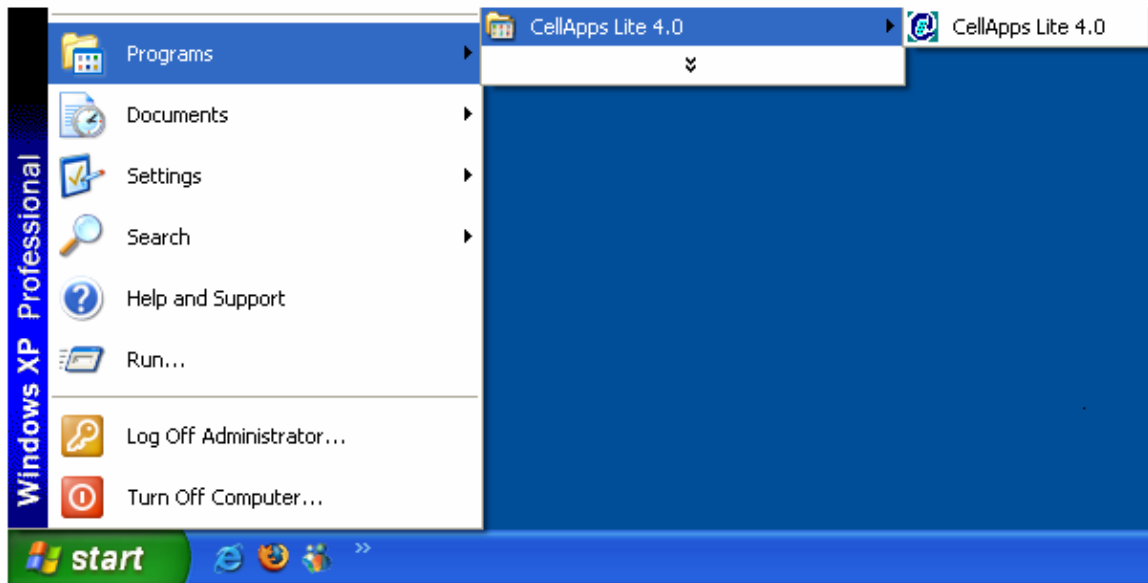 Programs
CellApps Lite 4.0
CellApps Lite 4.0
Documents
Settings
Search
Help and Support
Run...
Log Off Administrator...
Turn Off Computer...
Windows XP Professional
start